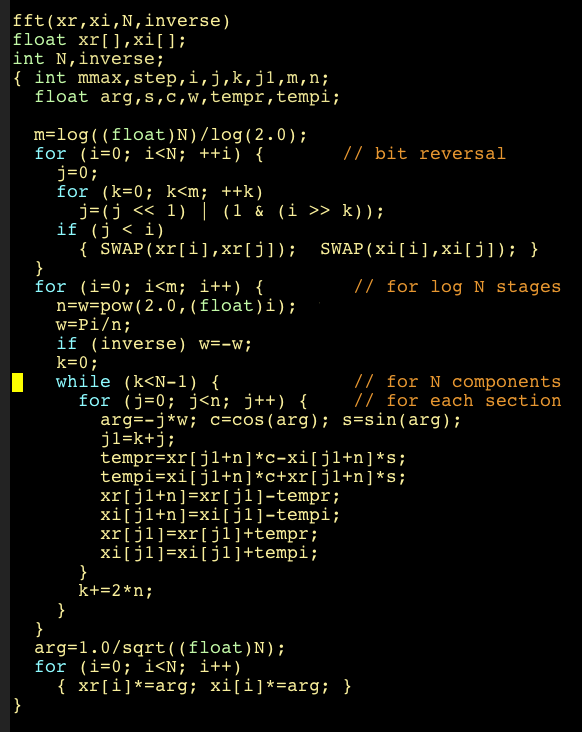 fft(xr,xi,N,inverse)
float xr[],xi[];
int N,inverse;
{ int mmax,step,i,j,k,j1,m,n;
  float arg,s,c,w,tempr,tempi;

  m=log((float)N)/log(2.0);
  for (i=0; i<N; ++i) {       // bit reversal
    j=0;
    for (k=0; k<m; ++k)
      j=(j << 1) | (1 & (i >> k));
    if (j < i)
      { SWAP(xr[i],xr[j]);  SWAP(xi[i],xi[j]); }
  }
  for (i=0; i<m; i++) {        // for log N stages
    n=w=pow(2.0,(float)i);
    w=Pi/n;
    if (inverse) w=-w;
    k=0;
    while (k<N-1) {            // for N components
      for (j=0; j<n; j++) {    // for each section
        arg=-j*w; c=cos(arg); s=sin(arg);
        j1=k+j;
        tempr=xr[j1+n]*c-xi[j1+n]*s;
        tempi=xi[j1+n]*c+xr[j1+n]*s;
        xr[j1+n]=xr[j1]-tempr;
        xi[j1+n]=xi[j1]-tempi;
        xr[j1]=xr[j1]+tempr;
        xi[j1]=xi[j1]+tempi;
      }
      k+=2*n;
    }
  }
  arg=1.0/sqrt((float)N);
  for (i=0; i<N; i++)
    { xr[i]*=arg; xi[i]*=arg; }
}